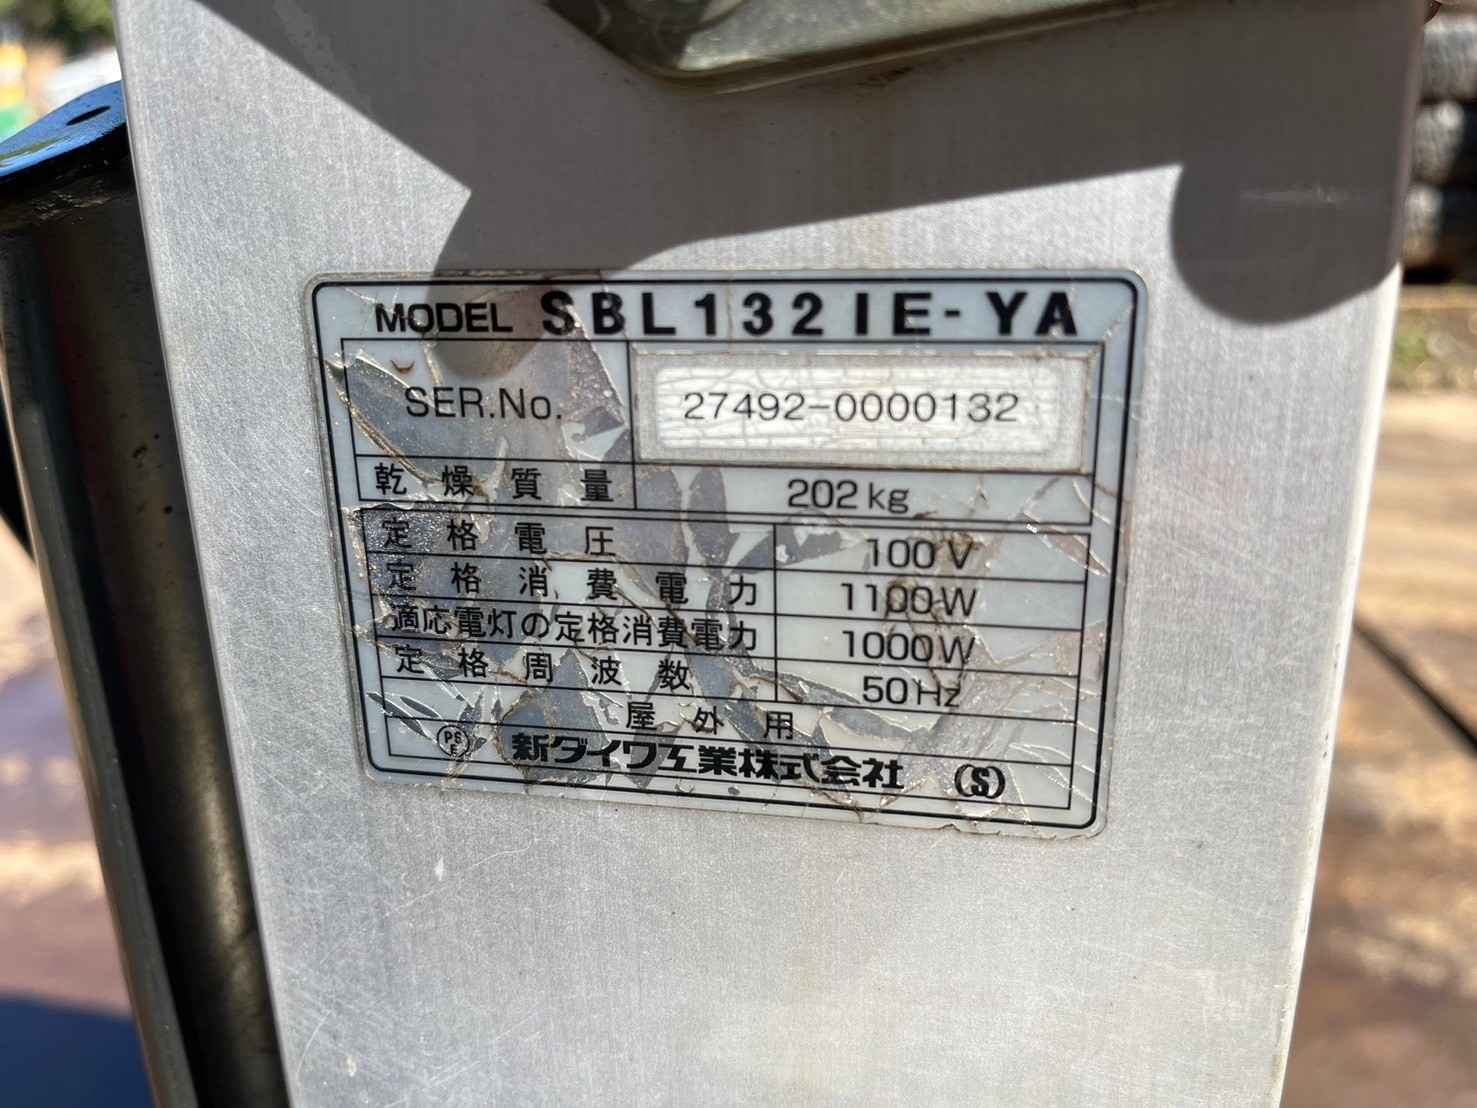 MODEL SBL132IE-YA
SER.No. 27492-0000132
乾燥質量 202kg
定格電圧 100V
定格消費電力 1100W
適応電灯の定格消費電力 1000W
定格周波数 50Hz
屋外用
PS E 新ダイワ工業株式会社 (S)